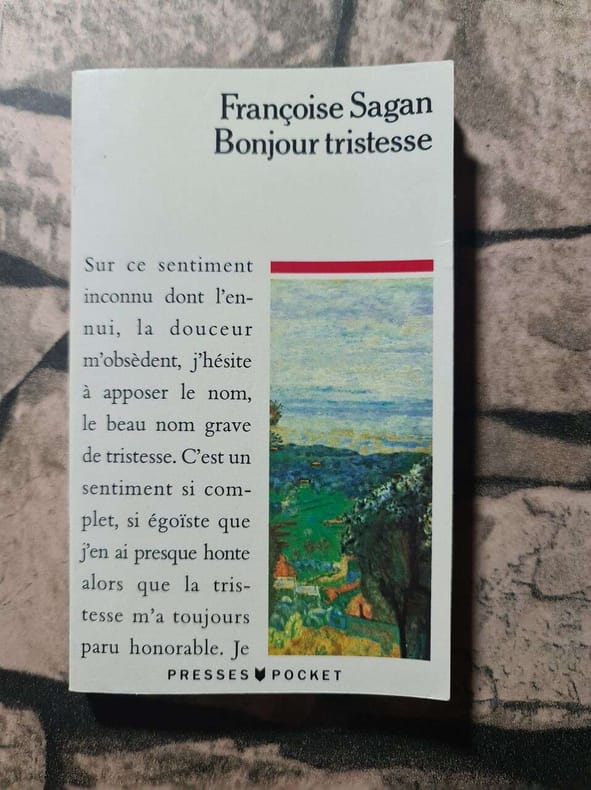 Françoise Sagan
Bonjour tristesse
Sur ce sentiment
inconnu dont l'en-
nui, la douceur
m'obsèdent, j'hésite
à apposer le nom,
le beau nom grave
de tristesse. C'est un
sentiment si com-
plet, si égoïste que
j'en ai presque honte
alors que la tris-
tesse m'a toujours
paru honorable. Je
PRESSES POCKET